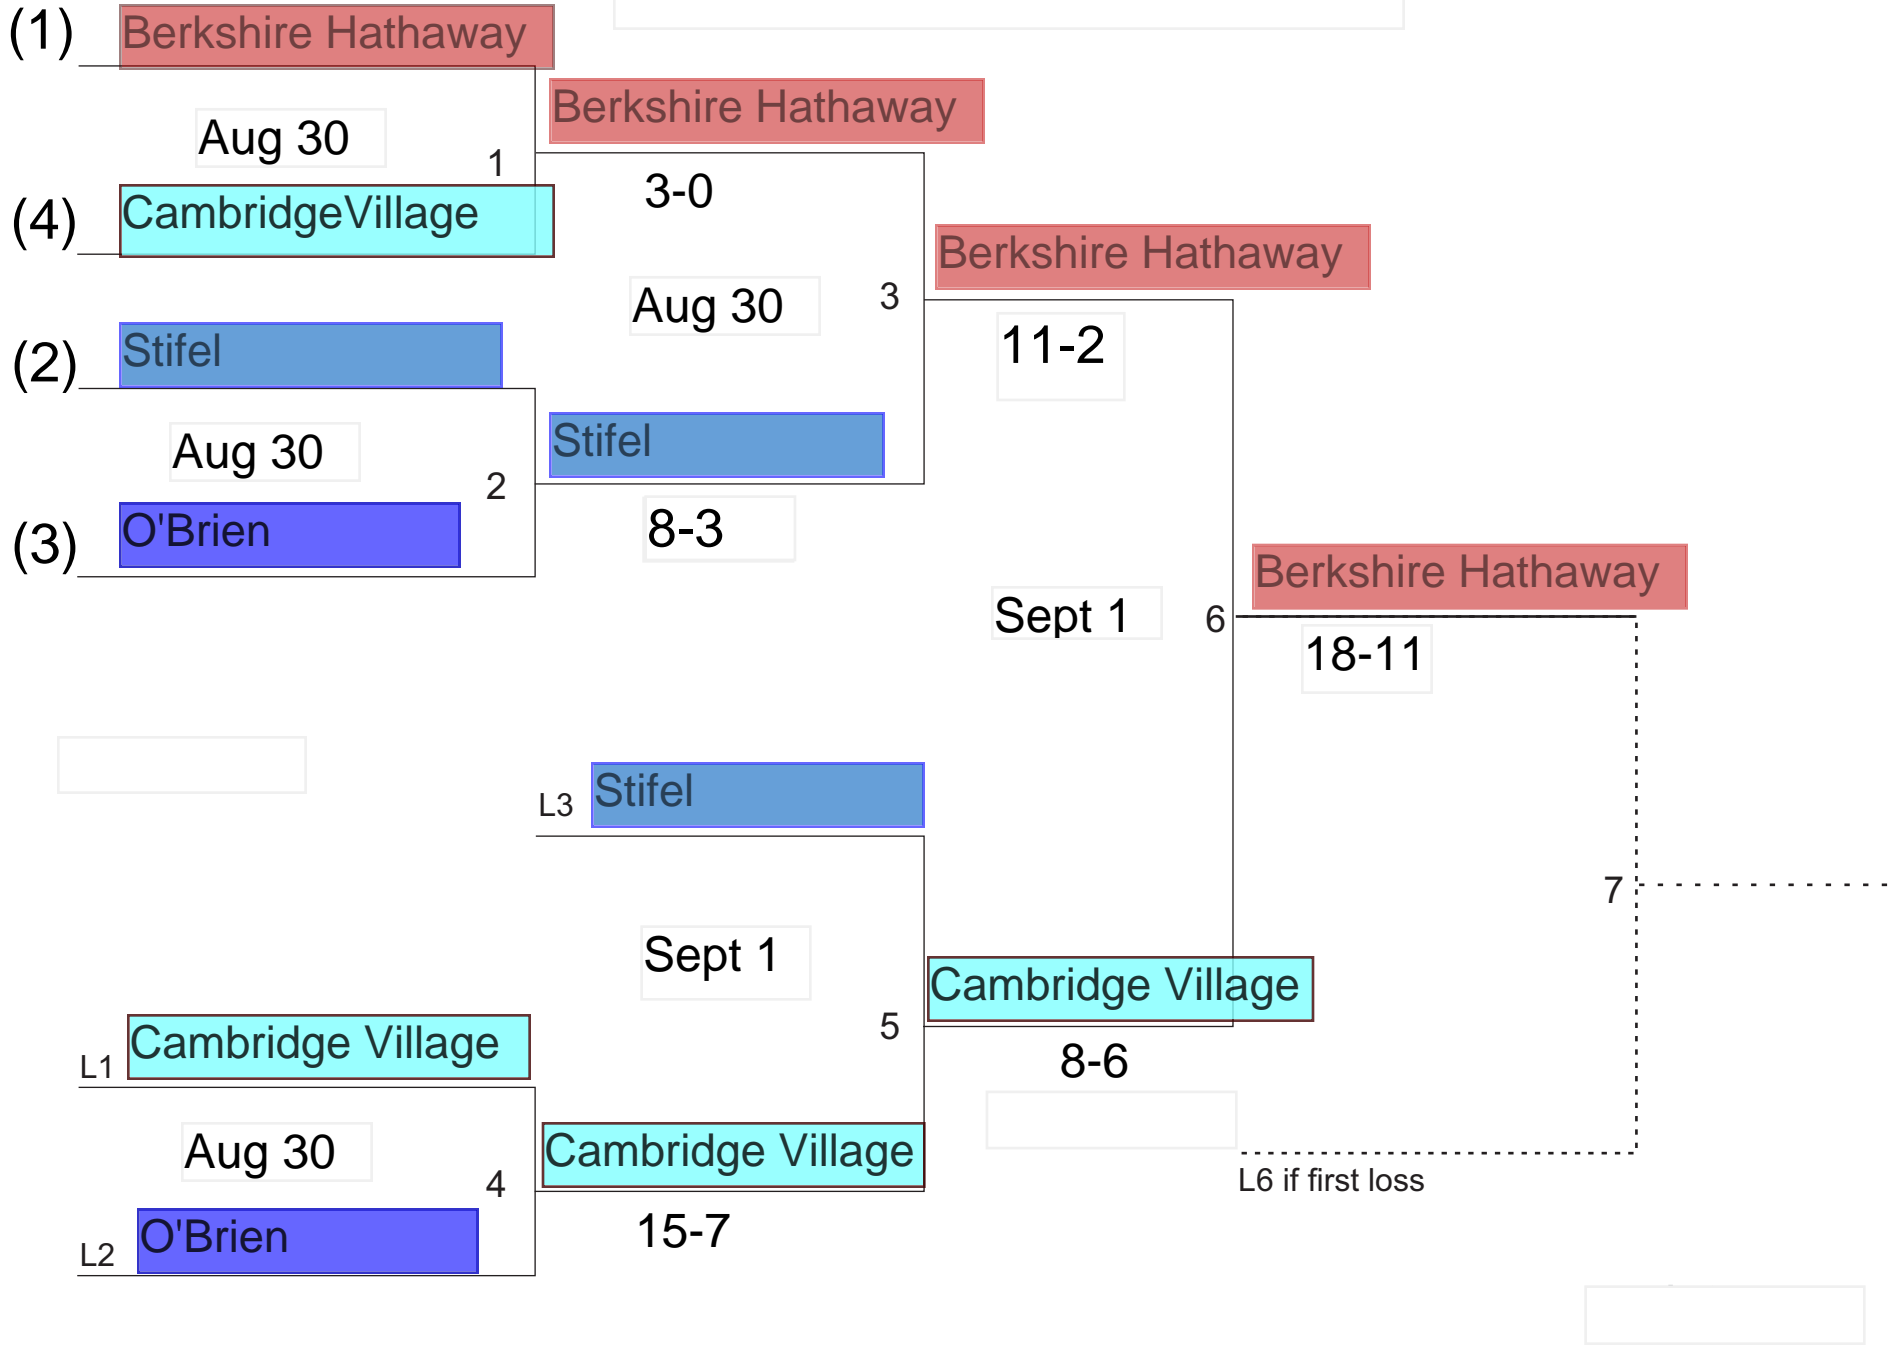 (1) Berkshire Hathaway
Berkshire Hathaway
Aug 30 1
3-0
(4) CambridgeVillage
Berkshire Hathaway
Aug 30 3
11-2
(2) Stifel
Aug 30 2
Stifel
8-3
(3) O'Brien
Berkshire Hathaway
Sept 1 6
18-11
L3 Stifel
7
Sept 1 5
Cambridge Village
8-6
L1 Cambridge Village
Aug 30 4
Cambridge Village
15-7
L6 if first loss
L2 O'Brien